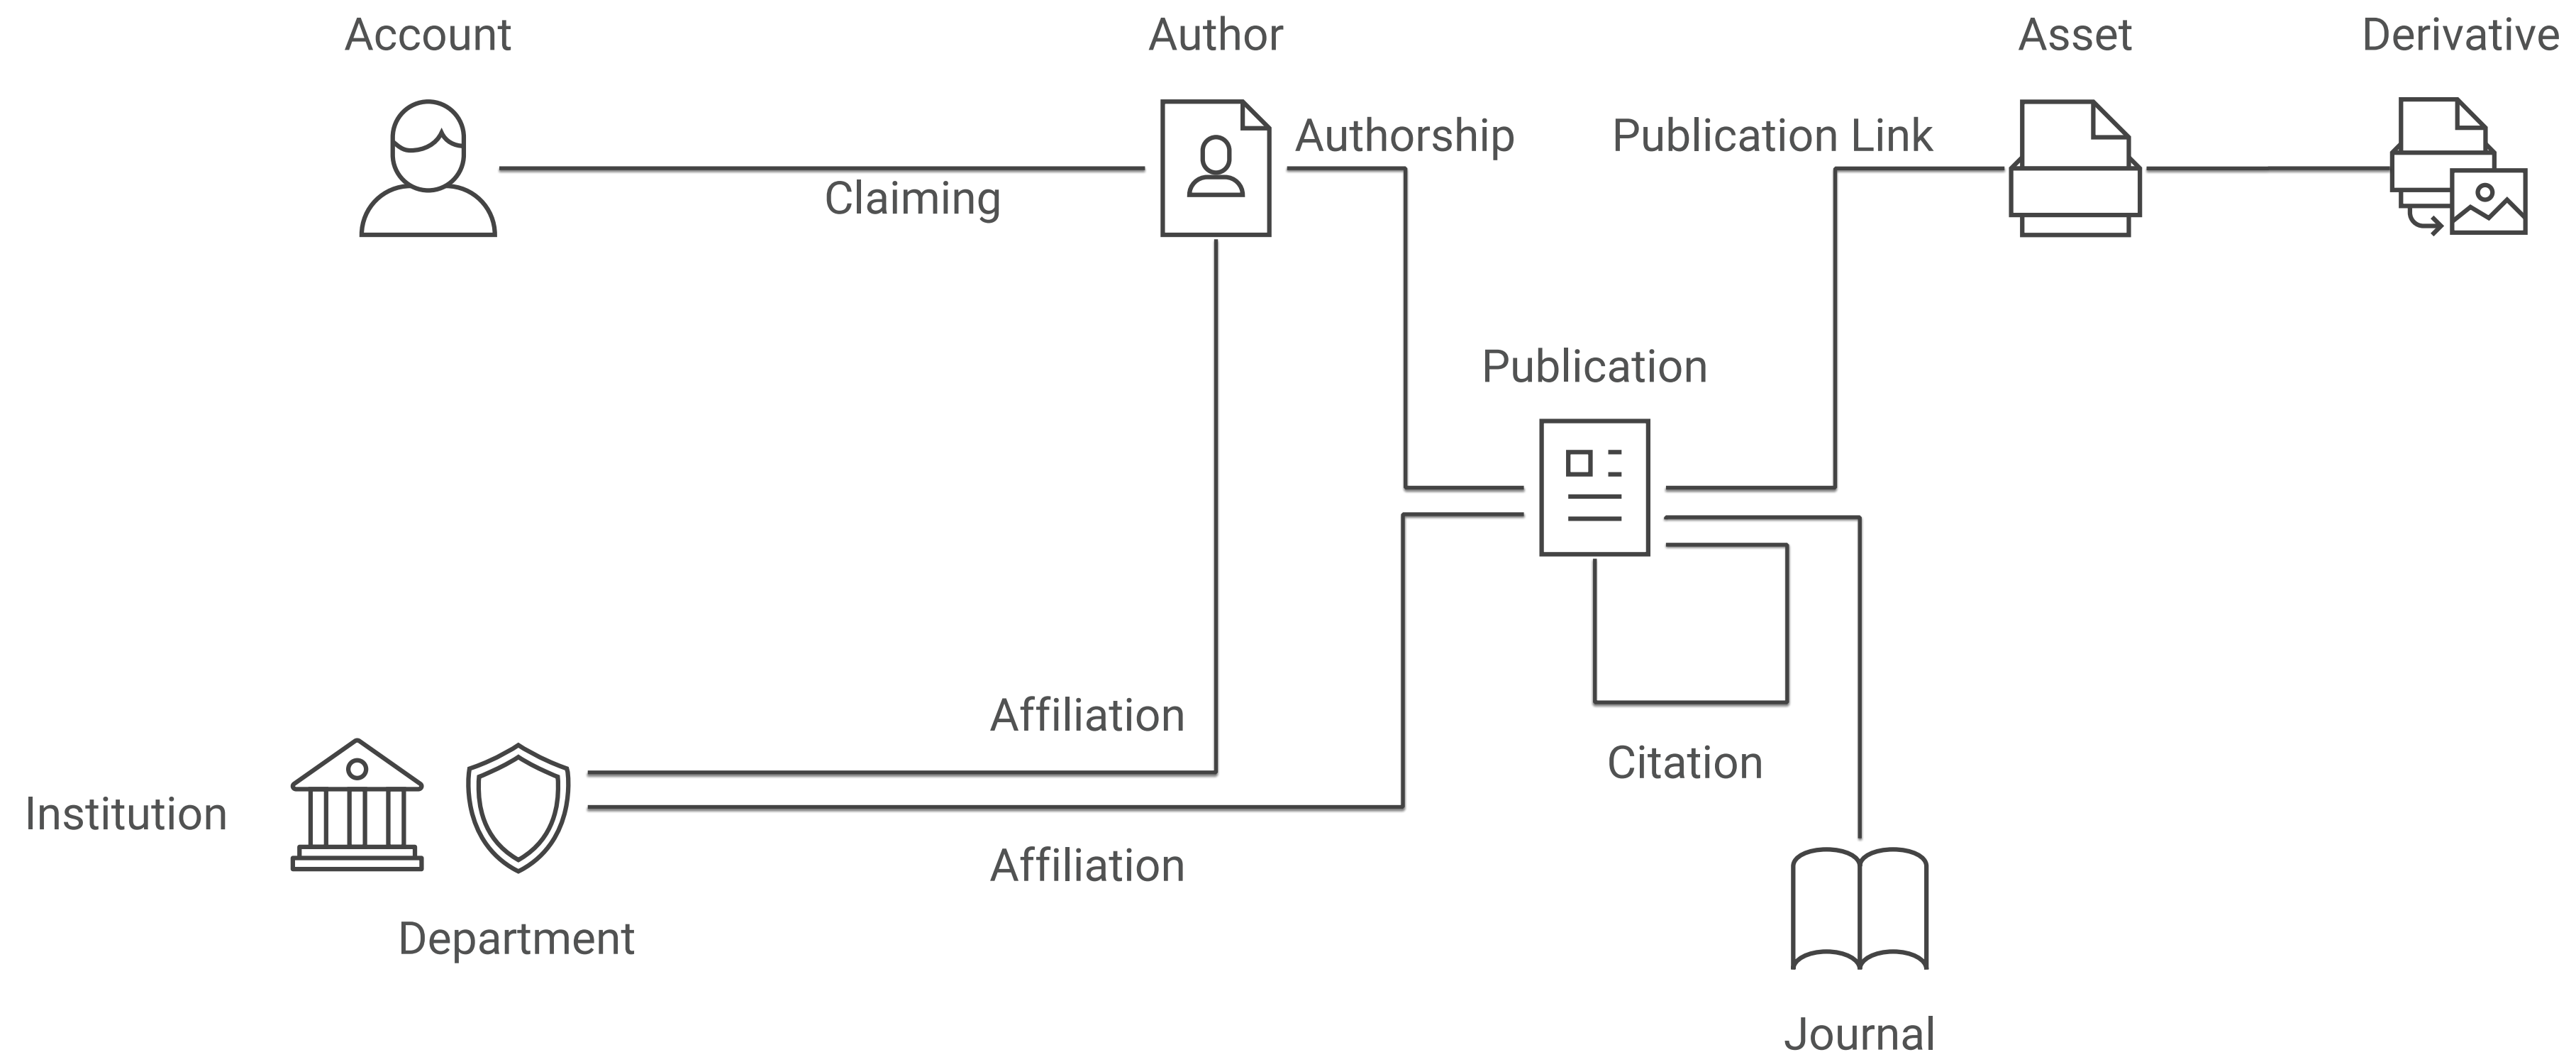 Account
Author
Asset
Derivative
Authorship
Publication Link
Claiming
Publication
Affiliation
Citation
Institution
Affiliation
Department
Journal